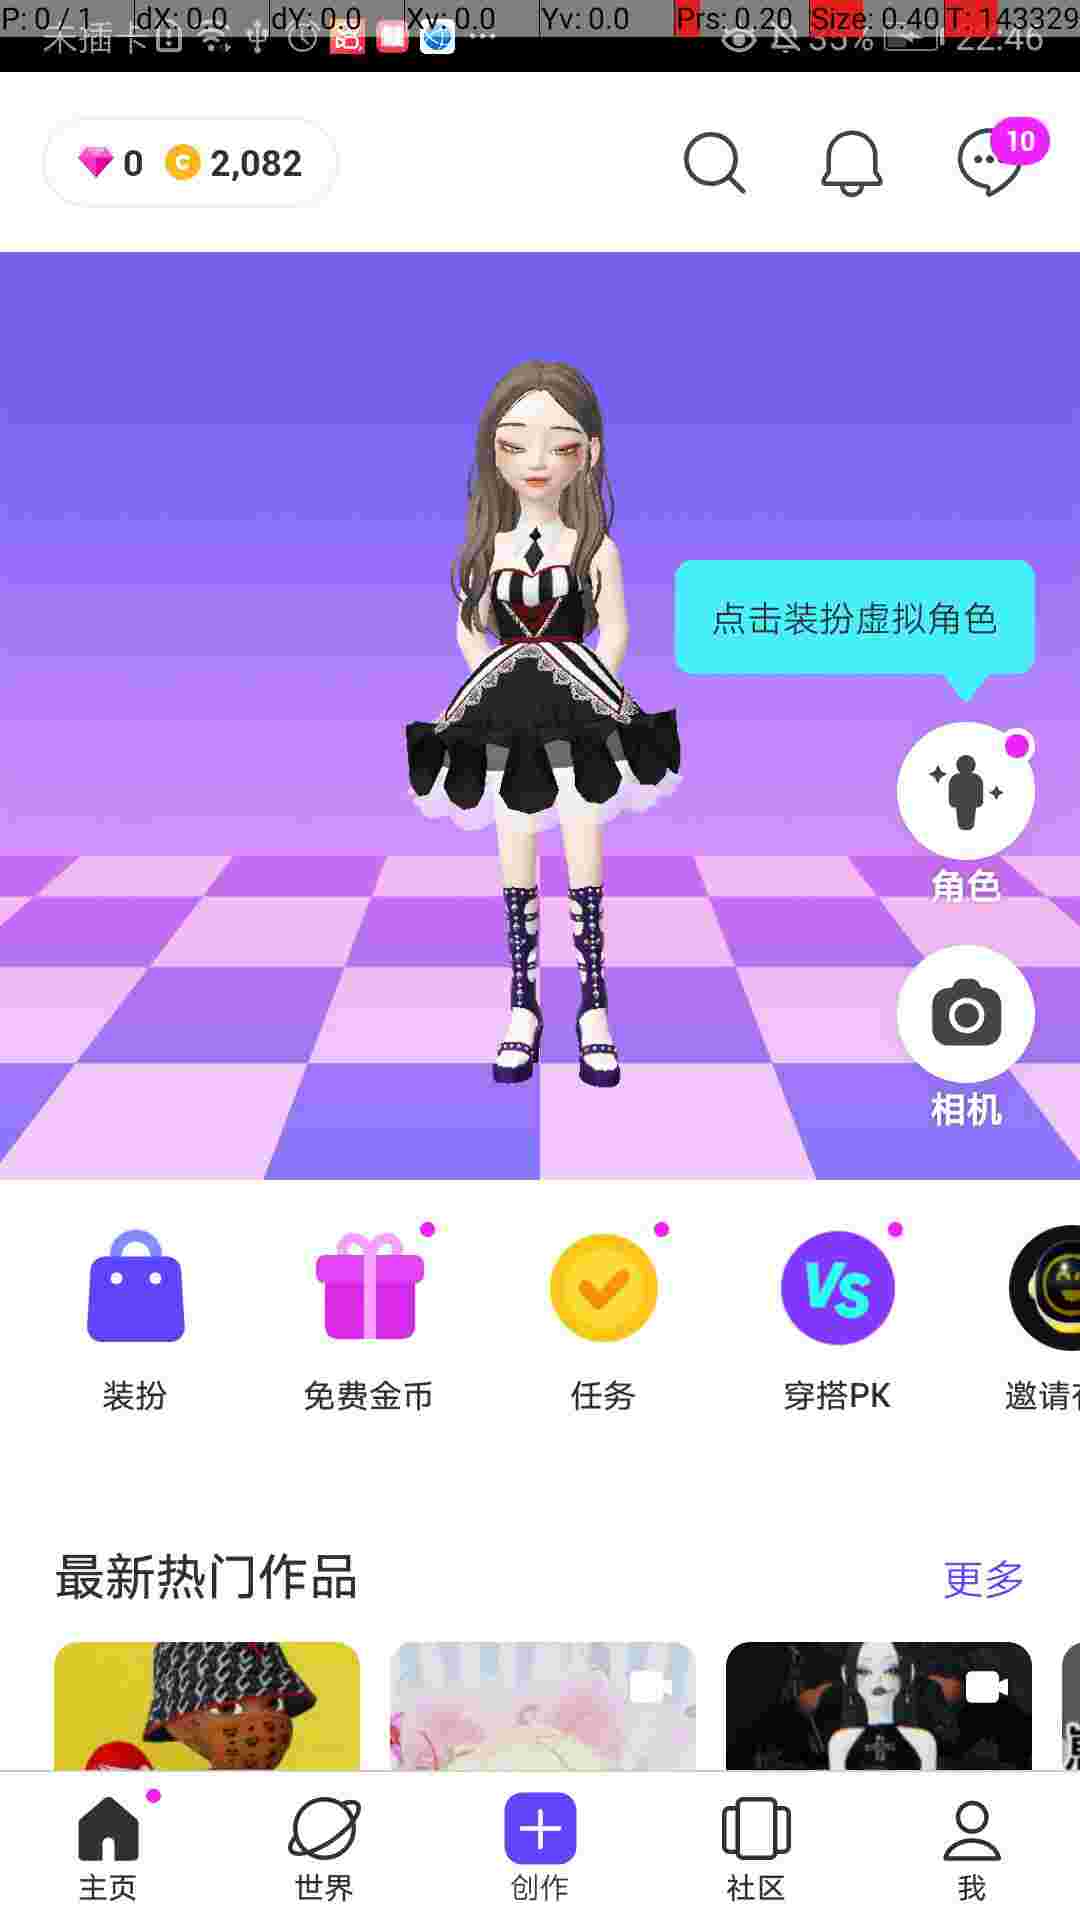 P: 0 / 1 dX: 0.0 dY: 0.0 Xv: 0.0 Yv: 0.0 Prs: 0.20 Size: 0.40 T: 143329
未插卡 33% 22:46
0 2,082 10
点击装扮虚拟角色
角色
相机
VS
装扮 免费金币 任务 穿搭PK 邀请
最新热门作品 更多
主页 世界 创作 社区 我